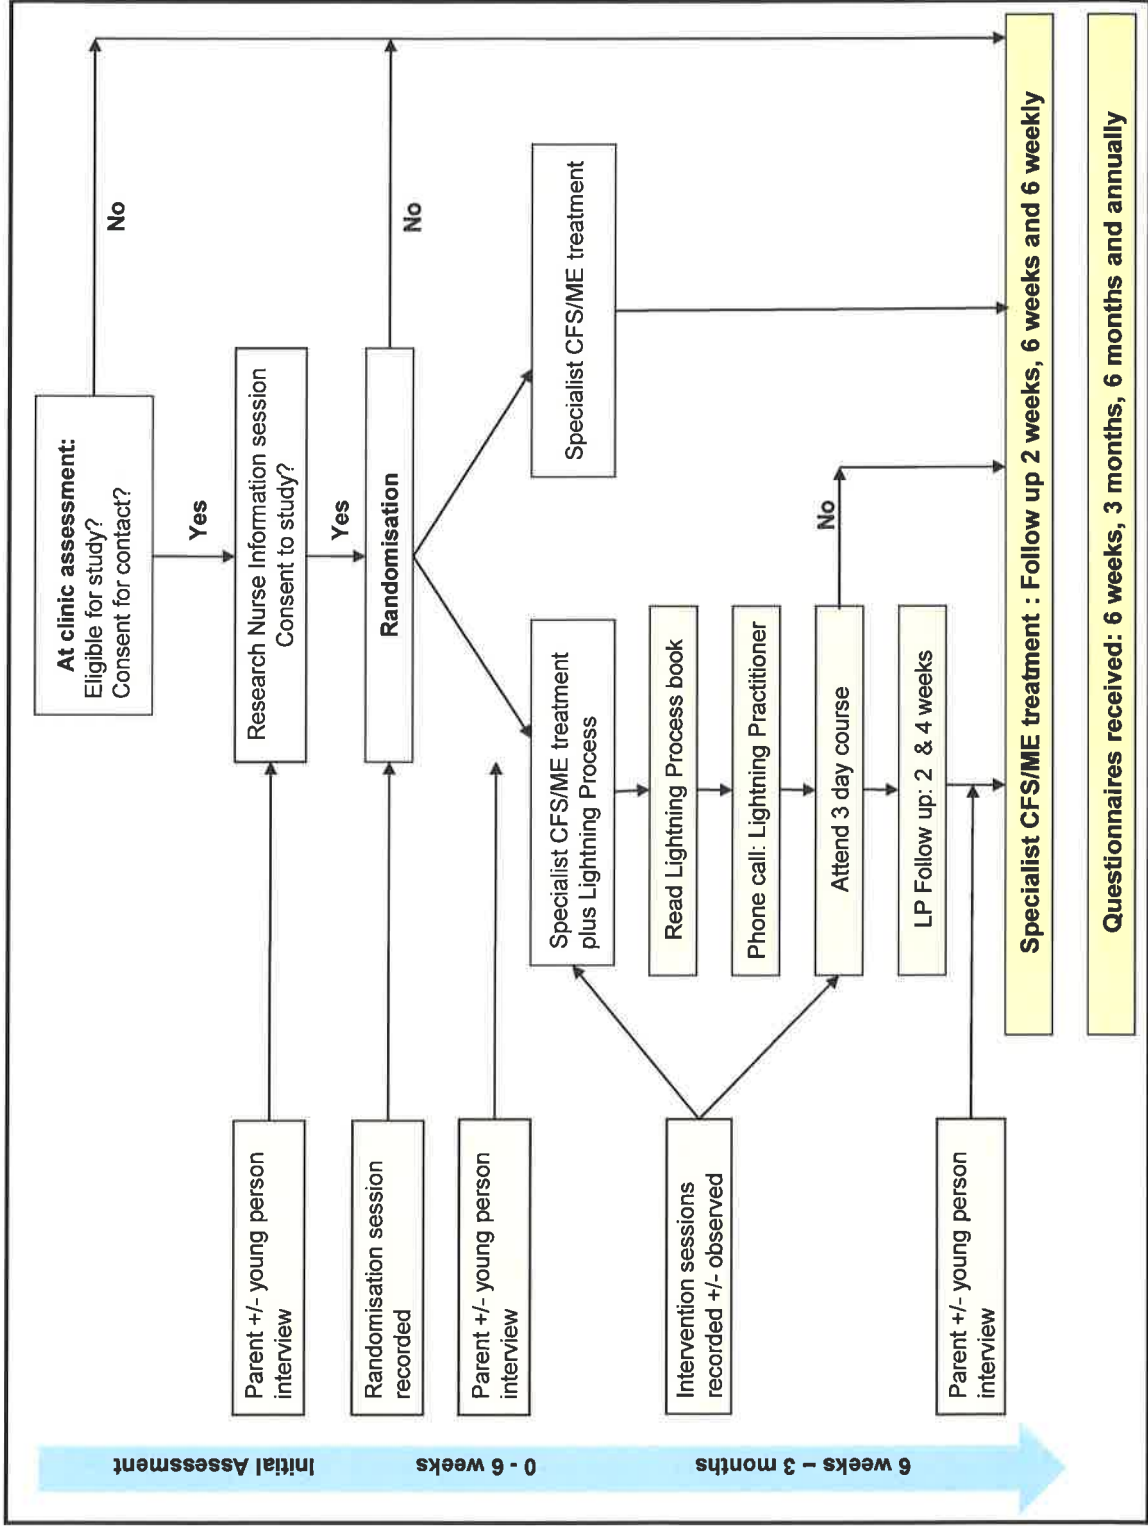 At clinic assessment:
Eligible for study?
Consent for contact?
No
Yes
Parent +/- young person
interview
Research Nurse Information session
Consent to study?
Yes
Randomisation session
recorded
Randomisation
No
Parent +/- young person
interview
Specialist CFS/ME treatment
plus Lightning Process
Specialist CFS/ME treatment
Intervention sessions
recorded +/- observed
Read Lightning Process book
Phone call: Lightning Practitioner
Attend 3 day course
No
LP Follow up: 2 & 4 weeks
Parent +/- young person
interview
Specialist CFS/ME treatment : Follow up 2 weeks, 6 weeks and 6 weekly
Questionnaires received: 6 weeks, 3 months, 6 months and annually
Initial Assessment
0 - 6 weeks
6 weeks – 3 months